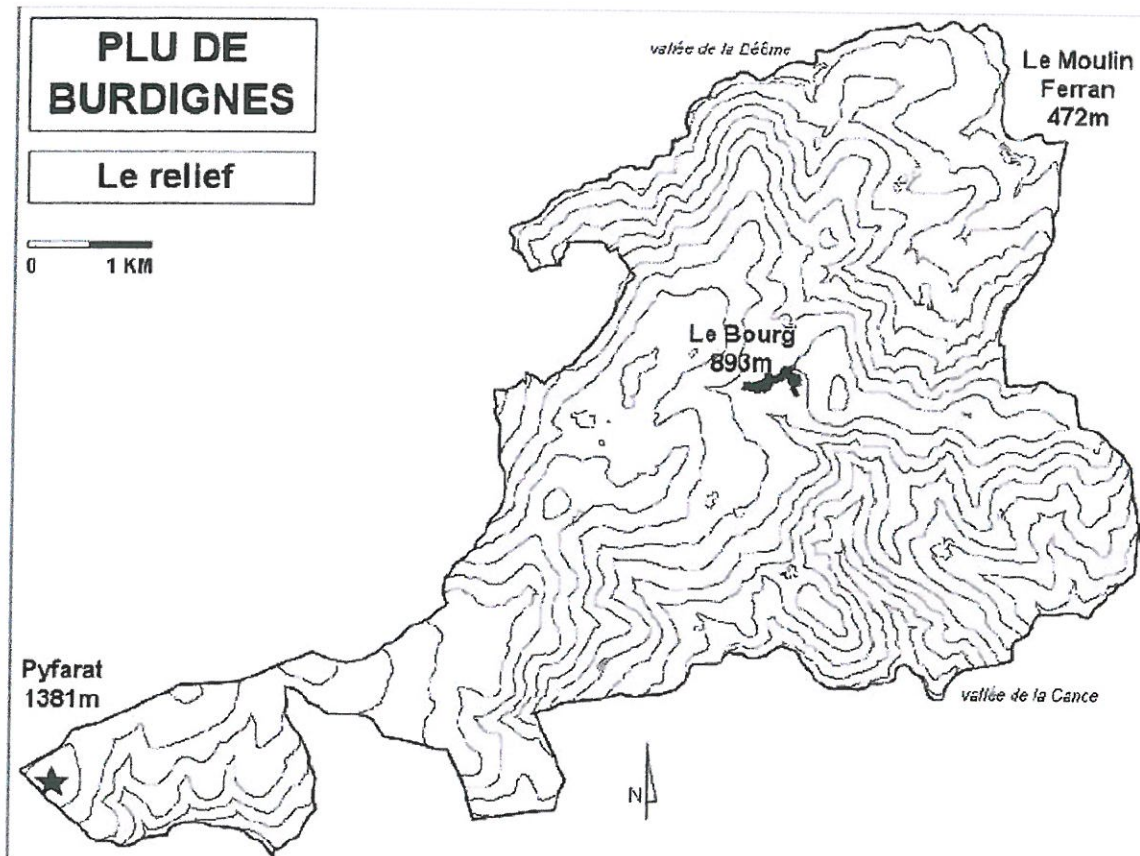 PLU DE
BURDIGNES
Le relief
0 1 KM
vallée de la Déôme
Le Moulin
Ferran
472m
Le Bourg
893m
Pyfarat
1381m
vallée de la Cance
N